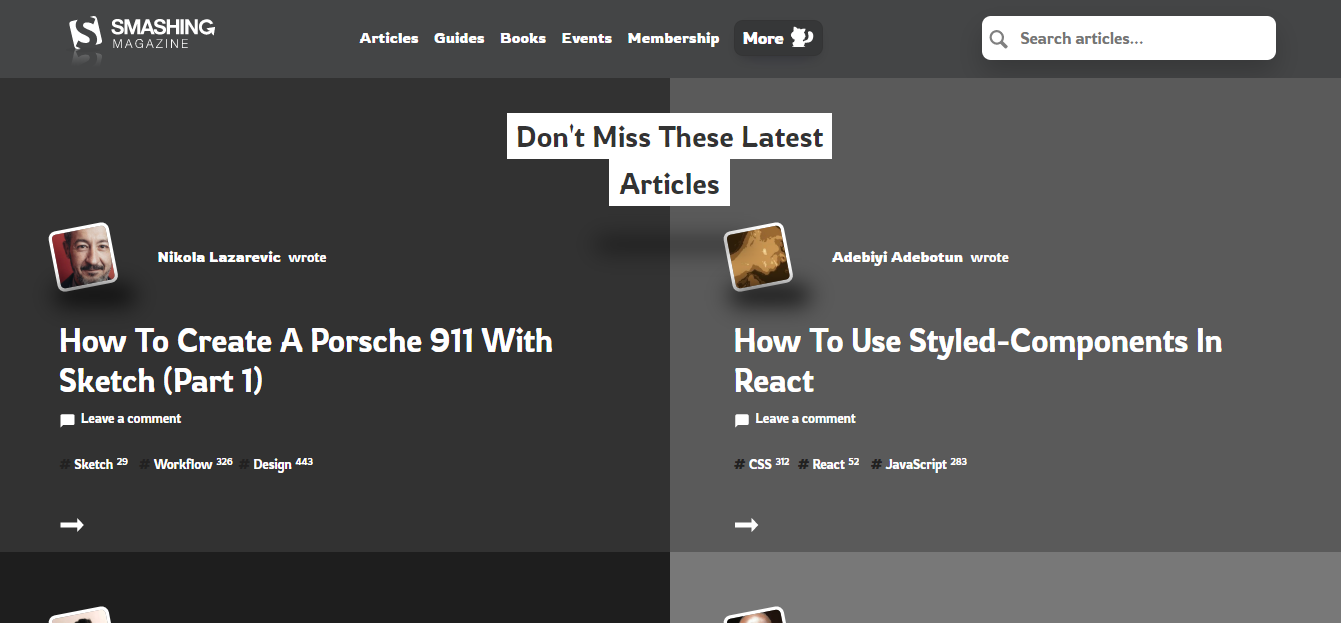 SMASHING
MAGAZINE
Articles Guides Books Events Membership More
Search articles...
Don't Miss These Latest
Articles
Nikola Lazarevic wrote
How To Create A Porsche 911 With
Sketch (Part 1)
Leave a comment
# Sketch 29 # Workflow 326 # Design 443
Adebiyi Adebotun wrote
How To Use Styled-Components In
React
Leave a comment
# CSS 312 # React 52 # JavaScript 283